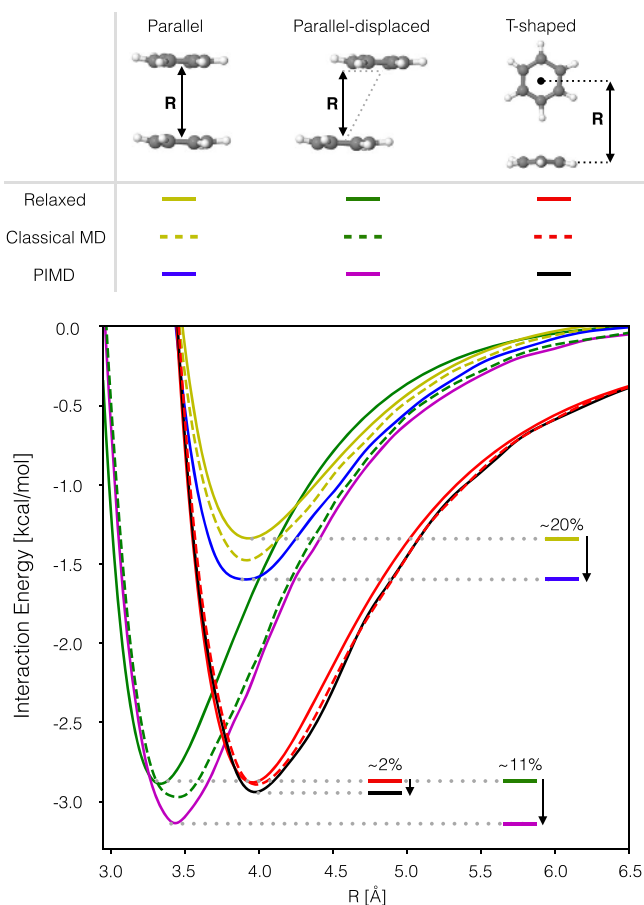 Parallel Parallel-displaced T-shaped
R R R
Relaxed
Classical MD
PIMD
0.0
-0.5
-1.0
-1.5
-2.0
-2.5
-3.0
Interaction Energy [kcal/mol]
~20%
~2% ~11%
3.0 3.5 4.0 4.5 5.0 5.5 6.0 6.5
R [Å]